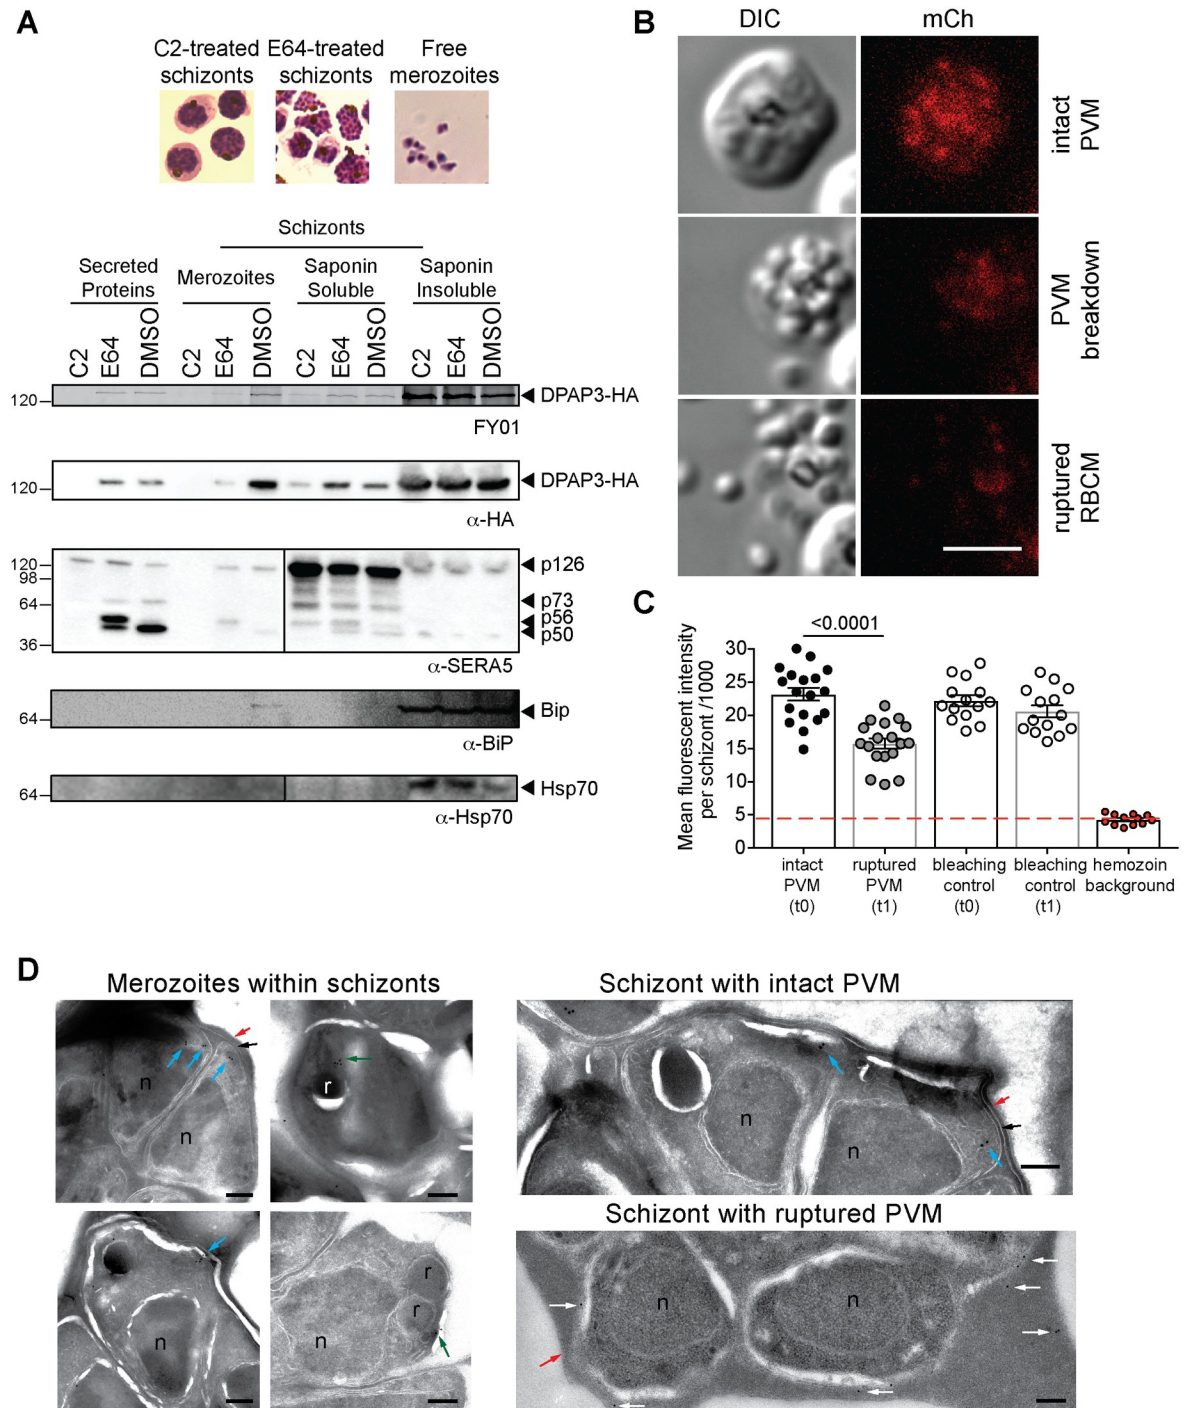 A
C2-treated
schizonts
E64-treated
schizonts
Free
merozoites
Schizonts
Secreted
Proteins
Merozoites
Saponin
Soluble
Saponin
Insoluble
C2
E64
DMSO
C2
E64
DMSO
C2
E64
DMSO
C2
E64
DMSO
120
DPAP3-HA
FY01
120
DPAP3-HA
α-HA
120
98
64
36
p126
p73
p56
p50
α-SERA5
64
Bip
α-BiP
64
Hsp70
α-Hsp70
B
DIC
mCh
intact
PVM
PVM
breakdown
ruptured
RBCM
C
Mean fluorescent intensity
per schizont /1000
30
25
20
15
10
5
0
<0.0001
intact
PVM
(t0)
ruptured
PVM
(t1)
bleaching
control
(t0)
bleaching
control
(t1)
hemozoin
background
D
Merozoites within schizonts
n
n
r
n
n
r
r
Schizont with intact PVM
n
n
Schizont with ruptured PVM
n
n